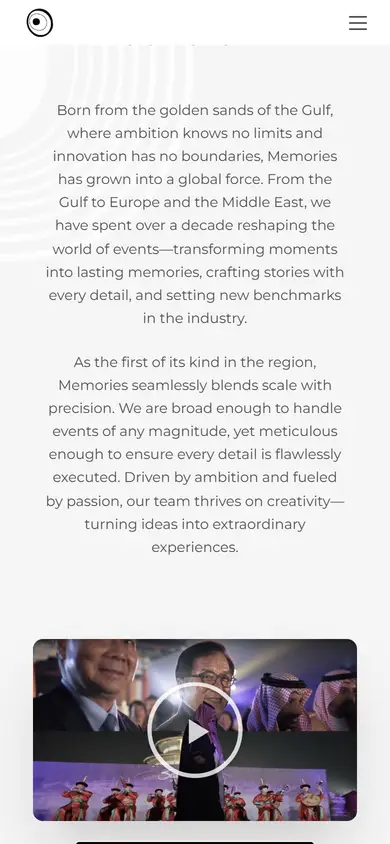 Born from the golden sands of the Gulf,
where ambition knows no limits and
innovation has no boundaries, Memories
has grown into a global force. From the
Gulf to Europe and the Middle East, we
have spent over a decade reshaping the
world of events—transforming moments
into lasting memories, crafting stories with
every detail, and setting new benchmarks
in the industry.
As the first of its kind in the region,
Memories seamlessly blends scale with
precision. We are broad enough to handle
events of any magnitude, yet meticulous
enough to ensure every detail is flawlessly
executed. Driven by ambition and fueled
by passion, our team thrives on creativity—
turning ideas into extraordinary
experiences.